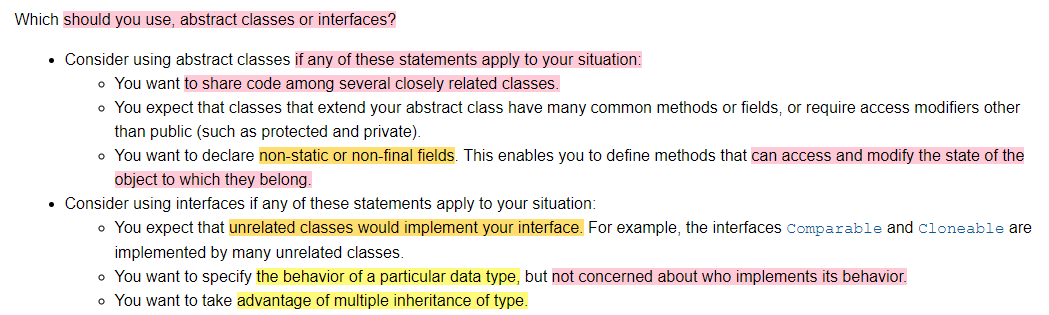 Which should you use, abstract classes or interfaces?
• Consider using abstract classes if any of these statements apply to your situation:
◦ You want to share code among several closely related classes.
◦ You expect that classes that extend your abstract class have many common methods or fields, or require access modifiers other
than public (such as protected and private).
◦ You want to declare non-static or non-final fields. This enables you to define methods that can access and modify the state of the
object to which they belong.
• Consider using interfaces if any of these statements apply to your situation:
◦ You expect that unrelated classes would implement your interface. For example, the interfaces Comparable and Cloneable are
implemented by many unrelated classes.
◦ You want to specify the behavior of a particular data type, but not concerned about who implements its behavior.
◦ You want to take advantage of multiple inheritance of type.